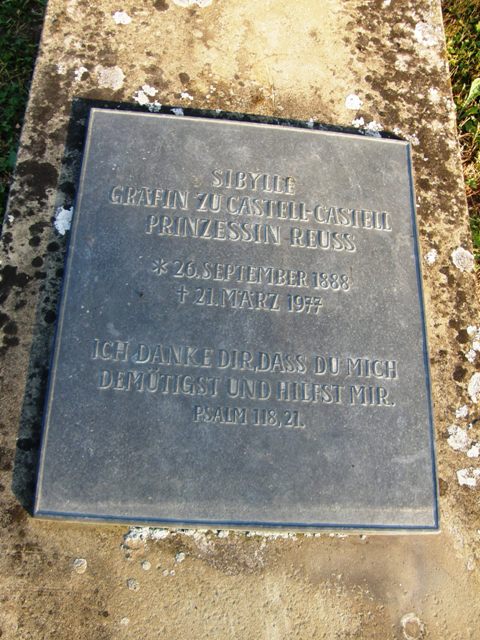 SIBYLLE
GRÄFIN ZU CASTELL-CASTELL
PRINZESSIN REUSS
* 26. SEPTEMBER 1888
† 21. MÄRZ 1977
ICH DANKE DIR, DASS DU MICH
DEMÜTIGST UND HILFST MIR.
PSALM 118, 21.